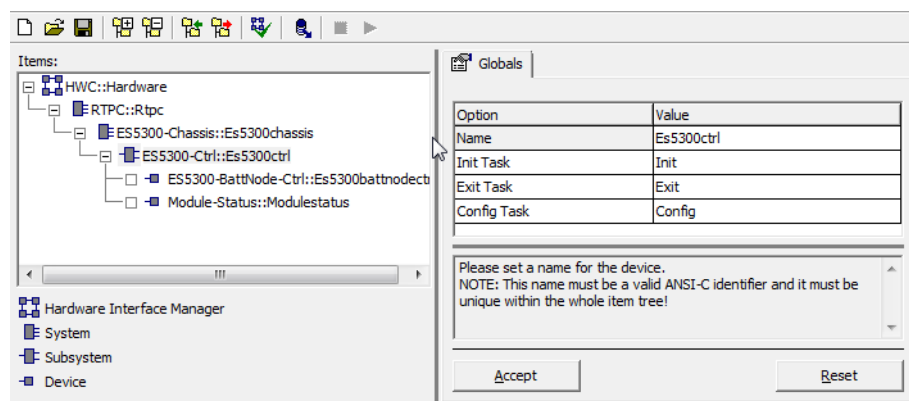 Items:
HWC::Hardware
RTPC::Rtpc
ES5300-Chassis::Es5300chassis
ES5300-Ctrl::Es5300ctrl
ES5300-BattNode-Ctrl::Es5300battnodectr
Module-Status::Modulestatus
Hardware Interface Manager
System
Subsystem
Device
Globals
Option Value
Name Es5300ctrl
Init Task Init
Exit Task Exit
Config Task Config
Please set a name for the device.
NOTE: This name must be a valid ANSI-C identifier and it must be
unique within the whole item tree!
Accept Reset